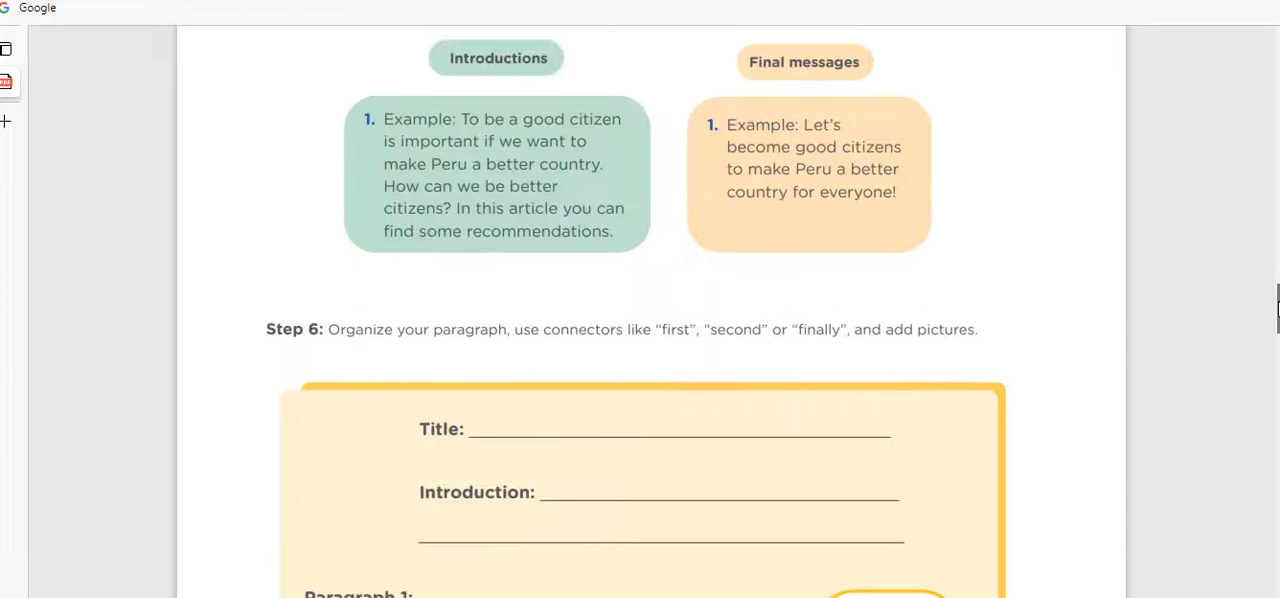 Google
Introductions
Final messages
1. Example: To be a good citizen
is important if we want to
make Peru a better country.
How can we be better
citizens? In this article you can
find some recommendations.
1. Example: Let's
become good citizens
to make Peru a better
country for everyone!
Step 6: Organize your paragraph, use connectors like “first”, “second” or “finally”, and add pictures.
Title:
Introduction:
Paragraph 1: